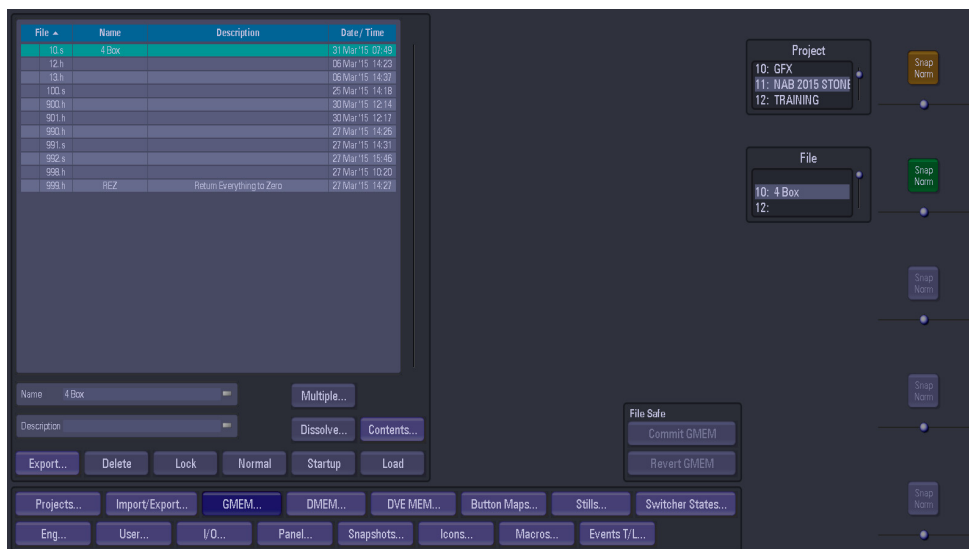 File Name Description Date / Time
10.s 4 Box 31 Mar '15 07:49
12.h 06 Mar '15 14:23
13.h 06 Mar '15 14:37
100.s 25 Mar '15 14:18
900.h 30 Mar '15 12:14
901.h 30 Mar '15 12:17
990.h 27 Mar '15 14:26
991.s 27 Mar '15 14:31
992.s 27 Mar '15 15:46
998.h 27 Mar '15 10:20
999.h REZ Return Everything to Zero 27 Mar '15 14:27
Project
10: GFX
11: NAB 2015 STONE
12: TRAINING
Snap
Norm
File
10: 4 Box
12:
Snap
Norm
Snap
Norm
Name 4 Box Multiple...
Description Dissolve... Contents...
Export... Delete Lock Normal Startup Load
File Safe
Commit GMEM
Revert GMEM
Snap
Norm
Projects... Import/Export... GMEM... DMEM... DVE MEM... Button Maps... Stills... Switcher States...
Eng... User... I/O... Panel... Snapshots... Icons... Macros... Events T/L...
Snap
Norm